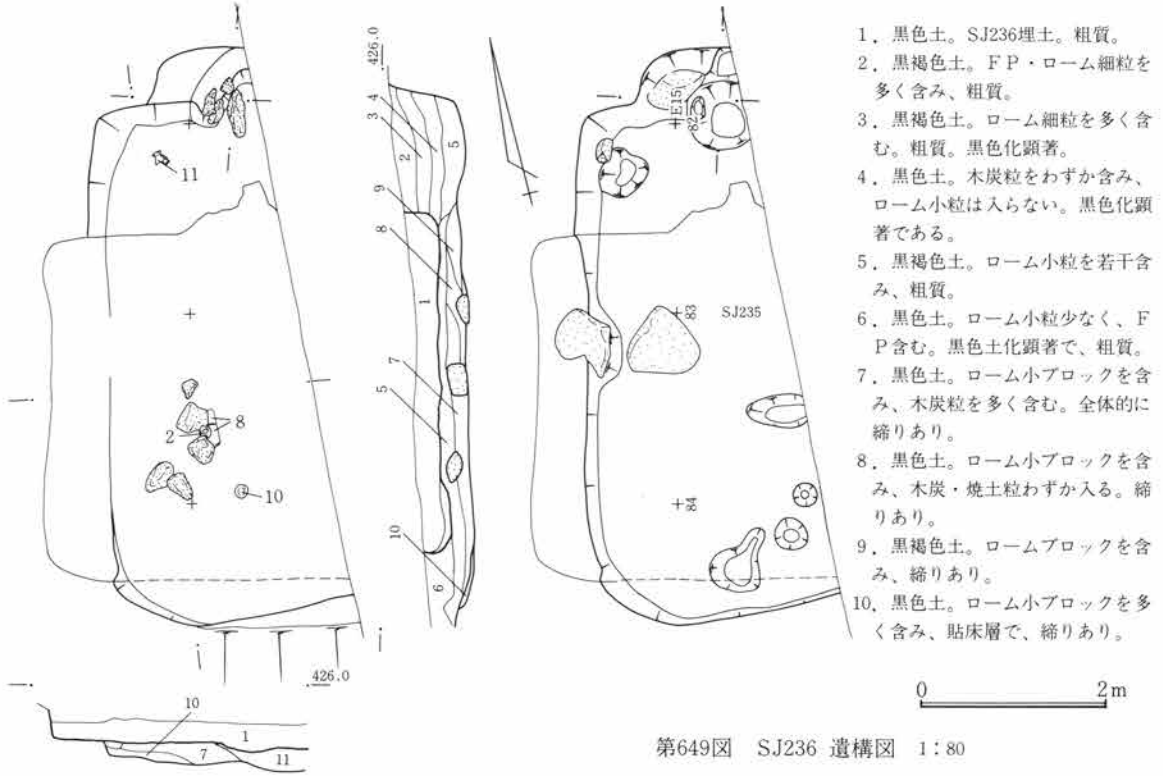 426.0
1．黒色土。SJ236埋土。粗質。
2．黒褐色土。ＦＰ・ローム細粒を
多く含み、粗質。
3．黒褐色土。ローム細粒を多く含
む。粗質。黒色化顕著。
4．黒色土。木炭粒をわずか含み、
ローム小粒は入らない。黒色化顕
著である。
5．黒褐色土。ローム小粒を若干含
み、粗質。
6．黒色土。ローム小粒少なく、Ｆ
Ｐ含む。黒色土化顕著で、粗質。
7．黒色土。ローム小ブロックを含
み、木炭粒を多く含む。全体的に
締りあり。
8．黒色土。ローム小ブロックを含
み、木炭・焼土粒わずか入る。締
りあり。
9．黒褐色土。ロームブロックを含
み、締りあり。
10．黒色土。ローム小ブロックを多
く含み、貼床層で、締りあり。
11
8
2
10
4
3
2
5
9
8
1
7
5
10
6
E15
82
83
SJ235
84
426.0
10
1
7
11
0 2m
第649図 SJ236 遺構図 1：80